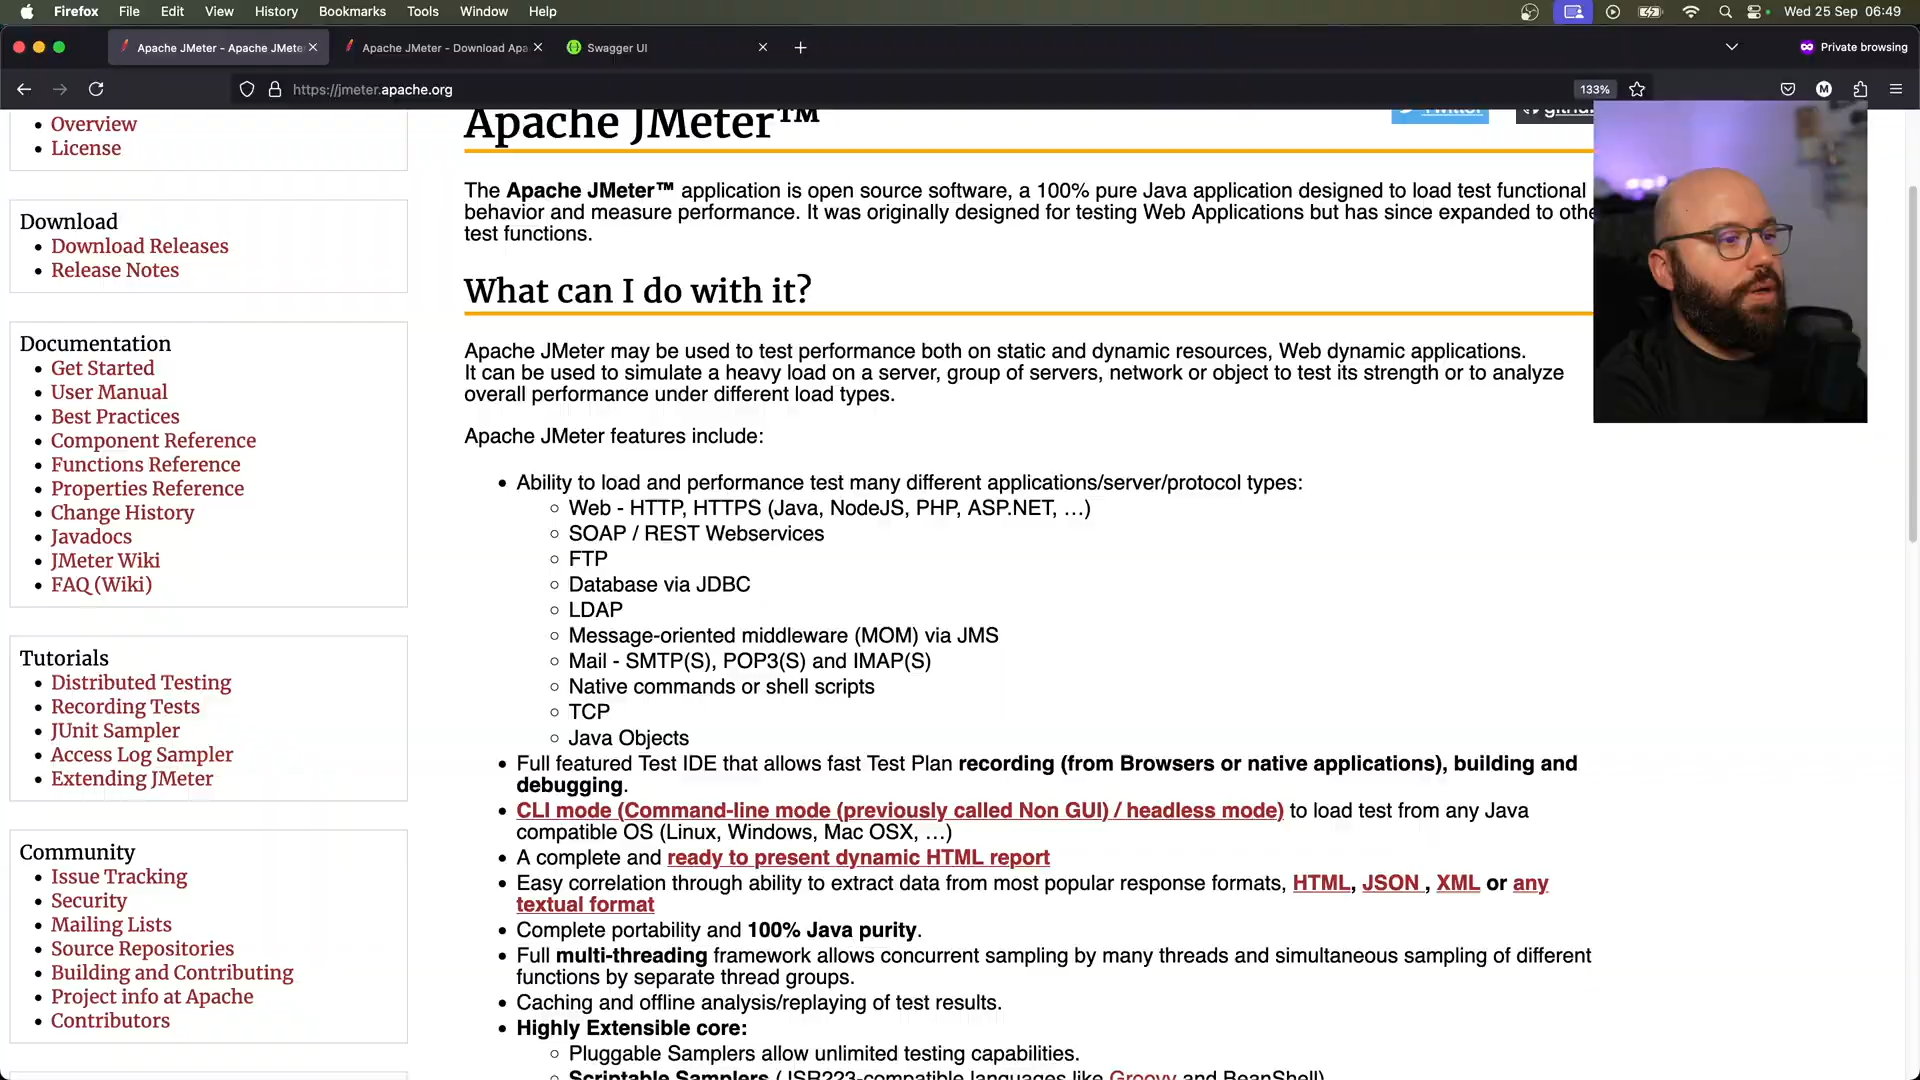 Firefox File Edit View History Bookmarks Tools Window Help
Wed 25 Sep 06:49
Apache JMeter - Apache JMete
Apache JMeter - Download Apa
Swagger UI
Private browsing
https://jmeter.apache.org
133%
M
Overview
License
Download
Download Releases
Release Notes
Documentation
Get Started
User Manual
Best Practices
Component Reference
Functions Reference
Properties Reference
Change History
Javadocs
JMeter Wiki
FAQ (Wiki)
Tutorials
Distributed Testing
Recording Tests
JUnit Sampler
Access Log Sampler
Extending JMeter
Community
Issue Tracking
Security
Mailing Lists
Source Repositories
Building and Contributing
Project info at Apache
Contributors
Apache JMeter™
Twitter
The Apache JMeter™ application is open source software, a 100% pure Java application designed to load test functional
behavior and measure performance. It was originally designed for testing Web Applications but has since expanded to othe
test functions.
What can I do with it?
Apache JMeter may be used to test performance both on static and dynamic resources, Web dynamic applications.
It can be used to simulate a heavy load on a server, group of servers, network or object to test its strength or to analyze
overall performance under different load types.
Apache JMeter features include:
Ability to load and performance test many different applications/server/protocol types:
Web - HTTP, HTTPS (Java, NodeJS, PHP, ASP.NET, …)
SOAP / REST Webservices
FTP
Database via JDBC
LDAP
Message-oriented middleware (MOM) via JMS
Mail - SMTP(S), POP3(S) and IMAP(S)
Native commands or shell scripts
TCP
Java Objects
Full featured Test IDE that allows fast Test Plan recording (from Browsers or native applications), building and
debugging.
CLI mode (Command-line mode (previously called Non GUI) / headless mode) to load test from any Java
compatible OS (Linux, Windows, Mac OSX, …)
A complete and ready to present dynamic HTML report
Easy correlation through ability to extract data from most popular response formats, HTML, JSON , XML or any
textual format
Complete portability and 100% Java purity.
Full multi-threading framework allows concurrent sampling by many threads and simultaneous sampling of different
functions by separate thread groups.
Caching and offline analysis/replaying of test results.
Highly Extensible core:
Pluggable Samplers allow unlimited testing capabilities.
Scriptable Samplers (JSR223-compatible languages like Groovy and BeanShell)